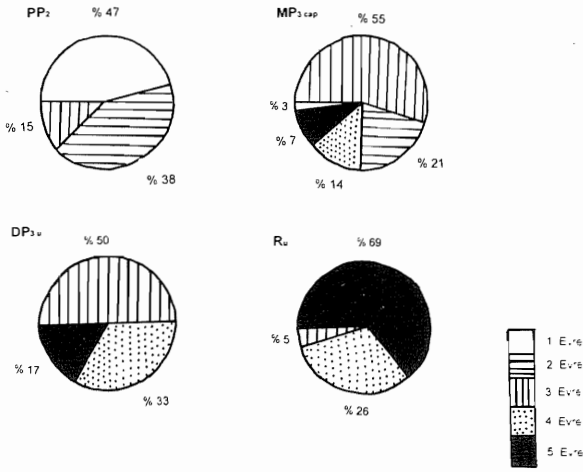 PP2
% 47
% 15
% 38
MP3 cap
% 55
% 3
% 7
% 14
% 21
DP3 u
% 50
% 17
% 33
Ru
% 69
% 5
% 26
1 Evre
2 Evre
3 Evre
4 Evre
5 Evre